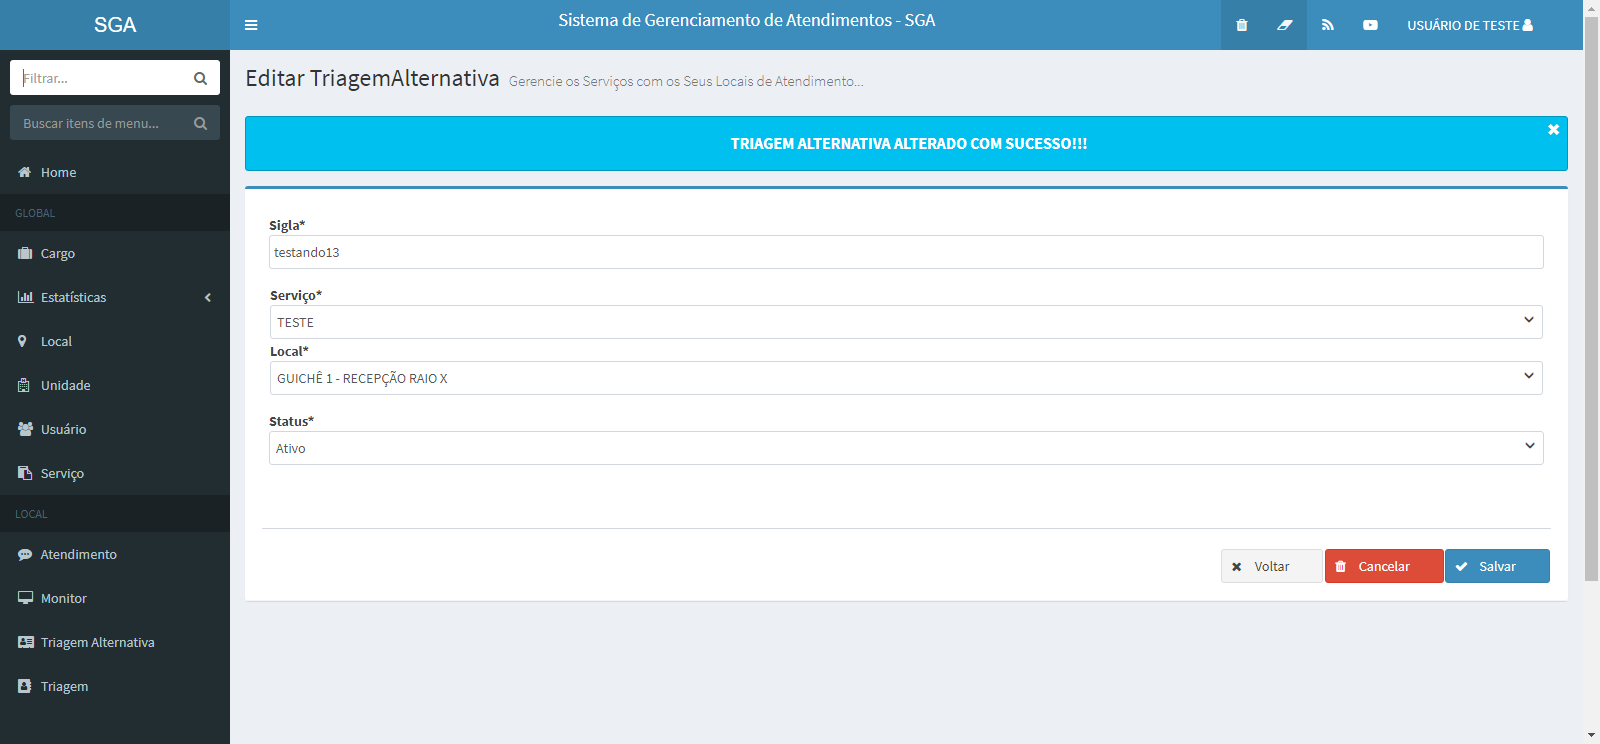 SGA
Sistema de Gerenciamento de Atendimentos - SGA
USUÁRIO DE TESTE
Filtrar...
Buscar itens de menu...
Home
GLOBAL
Cargo
Estatísticas
Local
Unidade
Usuário
Serviço
LOCAL
Atendimento
Monitor
Triagem Alternativa
Triagem
Editar TriagemAlternativa Gerencie os Serviços com os Seus Locais de Atendimento...
TRIAGEM ALTERNATIVA ALTERADO COM SUCESSO!!!
Sigla*
testando13
Serviço*
TESTE
Local*
GUICHÊ 1 - RECEPÇÃO RAIO X
Status*
Ativo
Voltar Cancelar Salvar